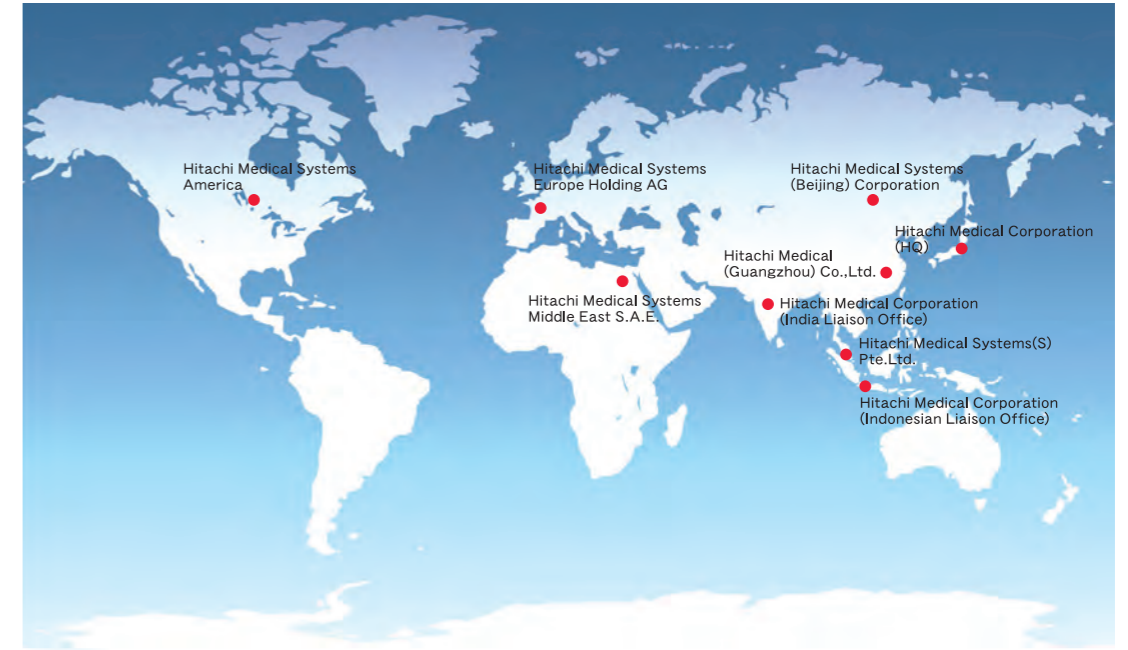 Hitachi Medical Systems
America
Hitachi Medical Systems
Europe Holding AG
Hitachi Medical Systems
(Beijing) Corporation
Hitachi Medical Corporation
(HQ)
Hitachi Medical
(Guangzhou) Co.,Ltd.
Hitachi Medical Systems
Middle East S.A.E.
Hitachi Medical Corporation
(India Liaison Office)
Hitachi Medical Systems(S)
Pte.Ltd.
Hitachi Medical Corporation
(Indonesian Liaison Office)